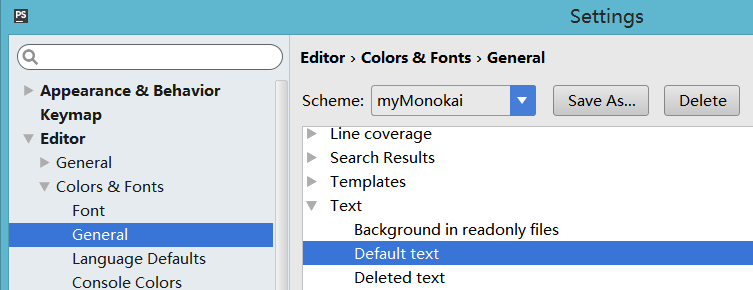 PS
Settings
Appearance & Behavior
Keymap
Editor
General
Colors & Fonts
Font
General
Language Defaults
Console Colors
Editor › Colors & Fonts › General
Scheme: myMonokai Save As... Delete
Line coverage
Search Results
Templates
Text
Background in readonly files
Default text
Deleted text